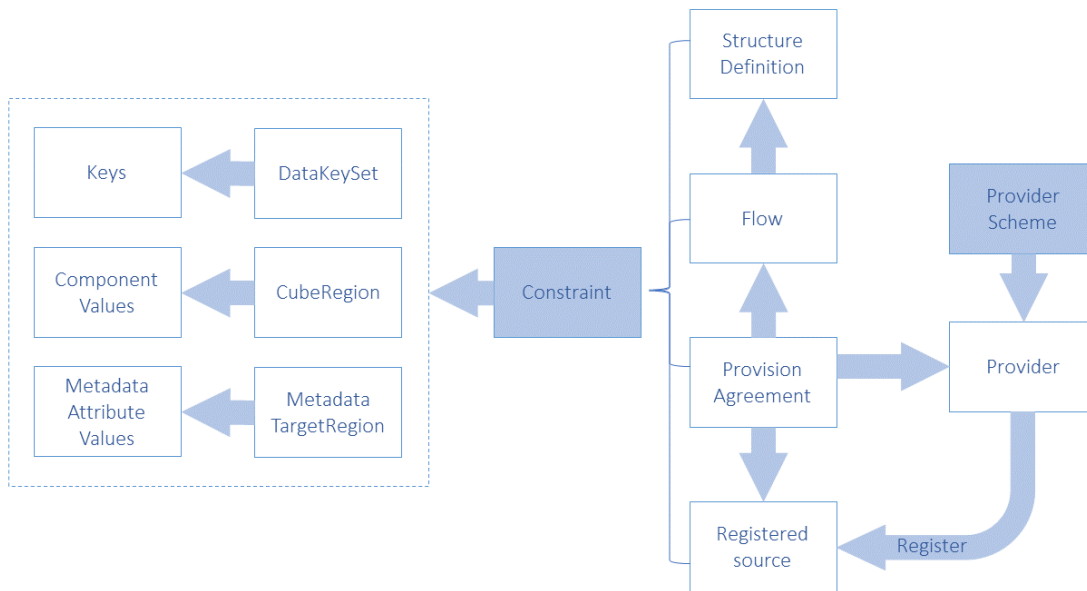 Structure
Definition
Keys
DataKeySet
Flow
Provider
Scheme
Component
Values
CubeRegion
Constraint
Metadata
Attribute
Values
Metadata
TargetRegion
Provision
Agreement
Provider
Registered
source
Register